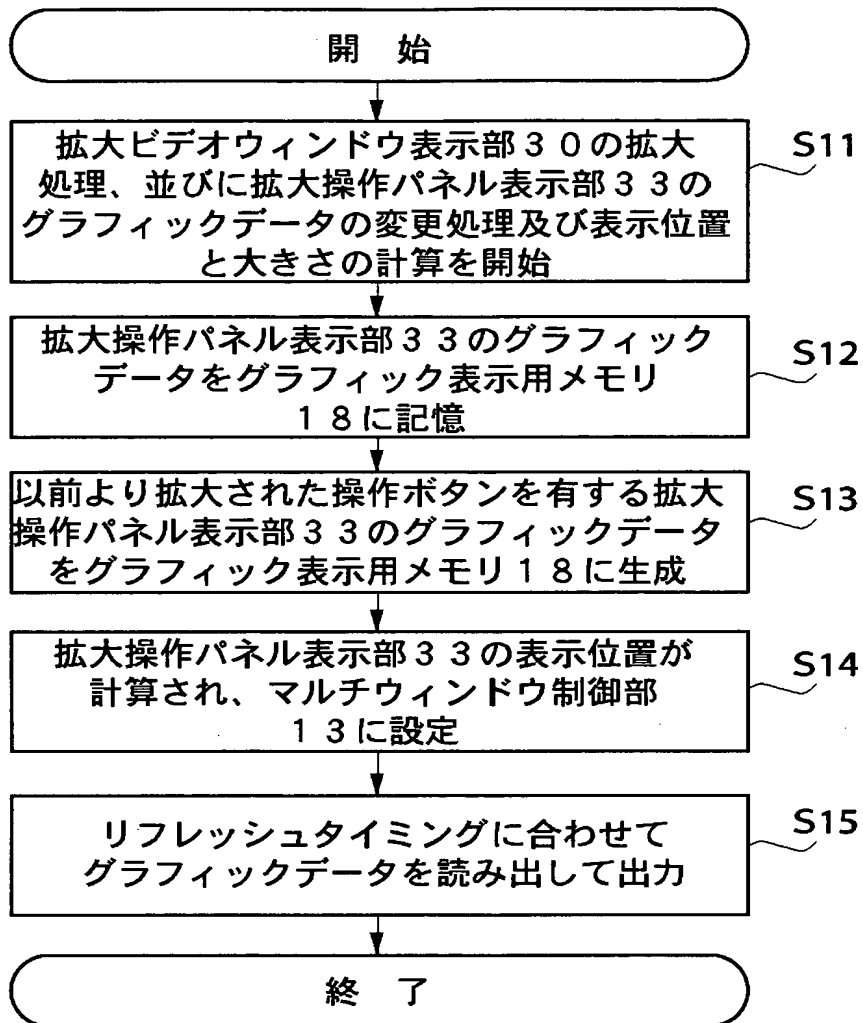 開　始
拡大ビデオウィンドウ表示部３０の拡大
処理、並びに拡大操作パネル表示部３３の
グラフィックデータの変更処理及び表示位置
と大きさの計算を開始
S11
拡大操作パネル表示部３３のグラフィック
データをグラフィック表示用メモリ
１８に記憶
S12
以前より拡大された操作ボタンを有する拡大
操作パネル表示部３３のグラフィックデータ
をグラフィック表示用メモリ１８に生成
S13
拡大操作パネル表示部３３の表示位置が
計算され、マルチウィンドウ制御部
１３に設定
S14
リフレッシュタイミングに合わせて
グラフィックデータを読み出して出力
S15
終　了